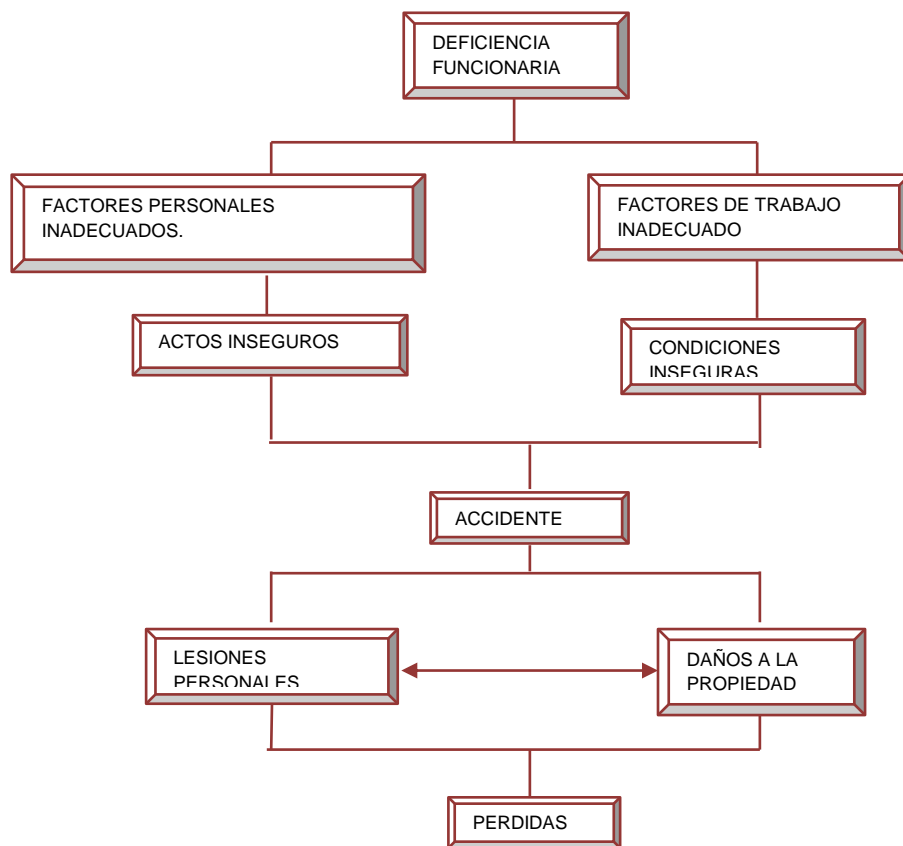 DEFICIENCIA
FUNCIONARIA
FACTORES PERSONALES
INADECUADOS.
FACTORES DE TRABAJO
INADECUADO
ACTOS INSEGUROS
CONDICIONES
INSEGURAS
ACCIDENTE
LESIONES
PERSONALES
DAÑOS A LA
PROPIEDAD
PERDIDAS